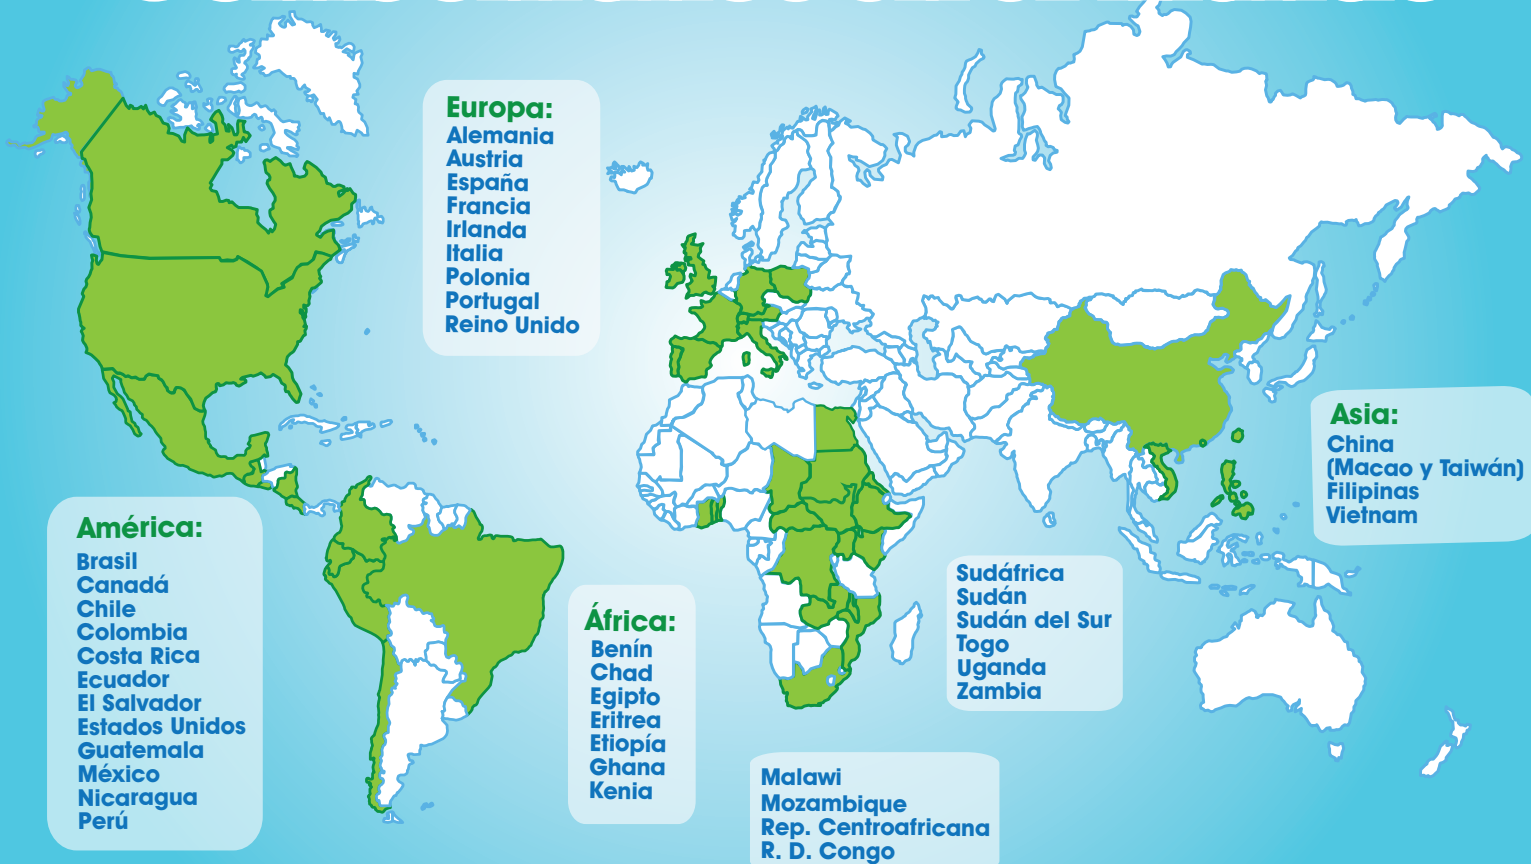 Europa:
Alemania
Austria
España
Francia
Irlanda
Italia
Polonia
Portugal
Reino Unido
América:
Brasil
Canadá
Chile
Colombia
Costa Rica
Ecuador
El Salvador
Estados Unidos
Guatemala
México
Nicaragua
Perú
África:
Benín
Chad
Egipto
Eritrea
Etiopía
Ghana
Kenia
Malawi
Mozambique
Rep. Centroafricana
R. D. Congo
Sudáfrica
Sudán
Sudán del Sur
Togo
Uganda
Zambia
Asia:
China
(Macao y Taiwán)
Filipinas
Vietnam